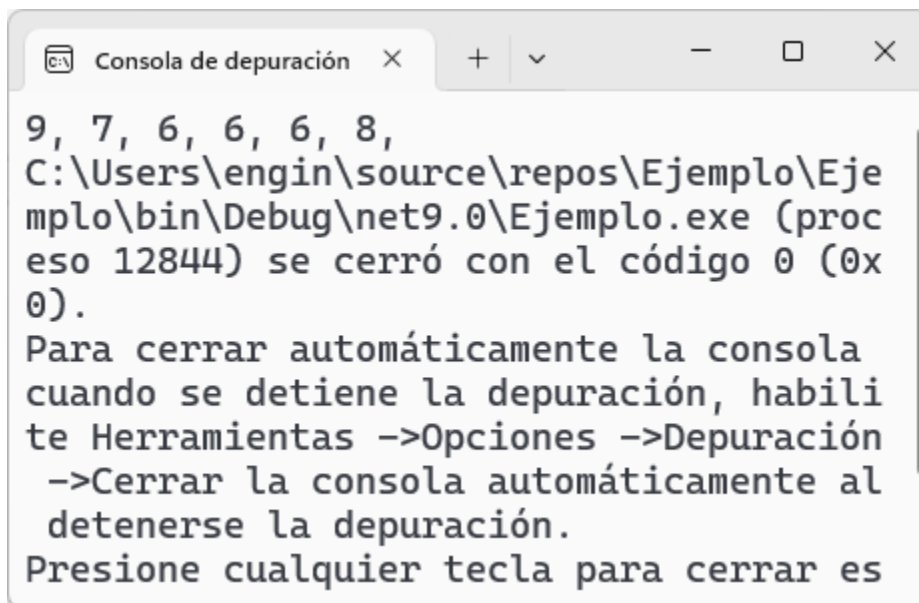 Consola de depuración
9, 7, 6, 6, 6, 8,
C:\Users\engin\source\repos\Ejemplo\Eje
mplo\bin\Debug\net9.0\Ejemplo.exe (proc
eso 12844) se cerró con el código 0 (0x
0).
Para cerrar automáticamente la consola
cuando se detiene la depuración, habili
te Herramientas ->Opciones ->Depuración
->Cerrar la consola automáticamente al
detenerse la depuración.
Presione cualquier tecla para cerrar es